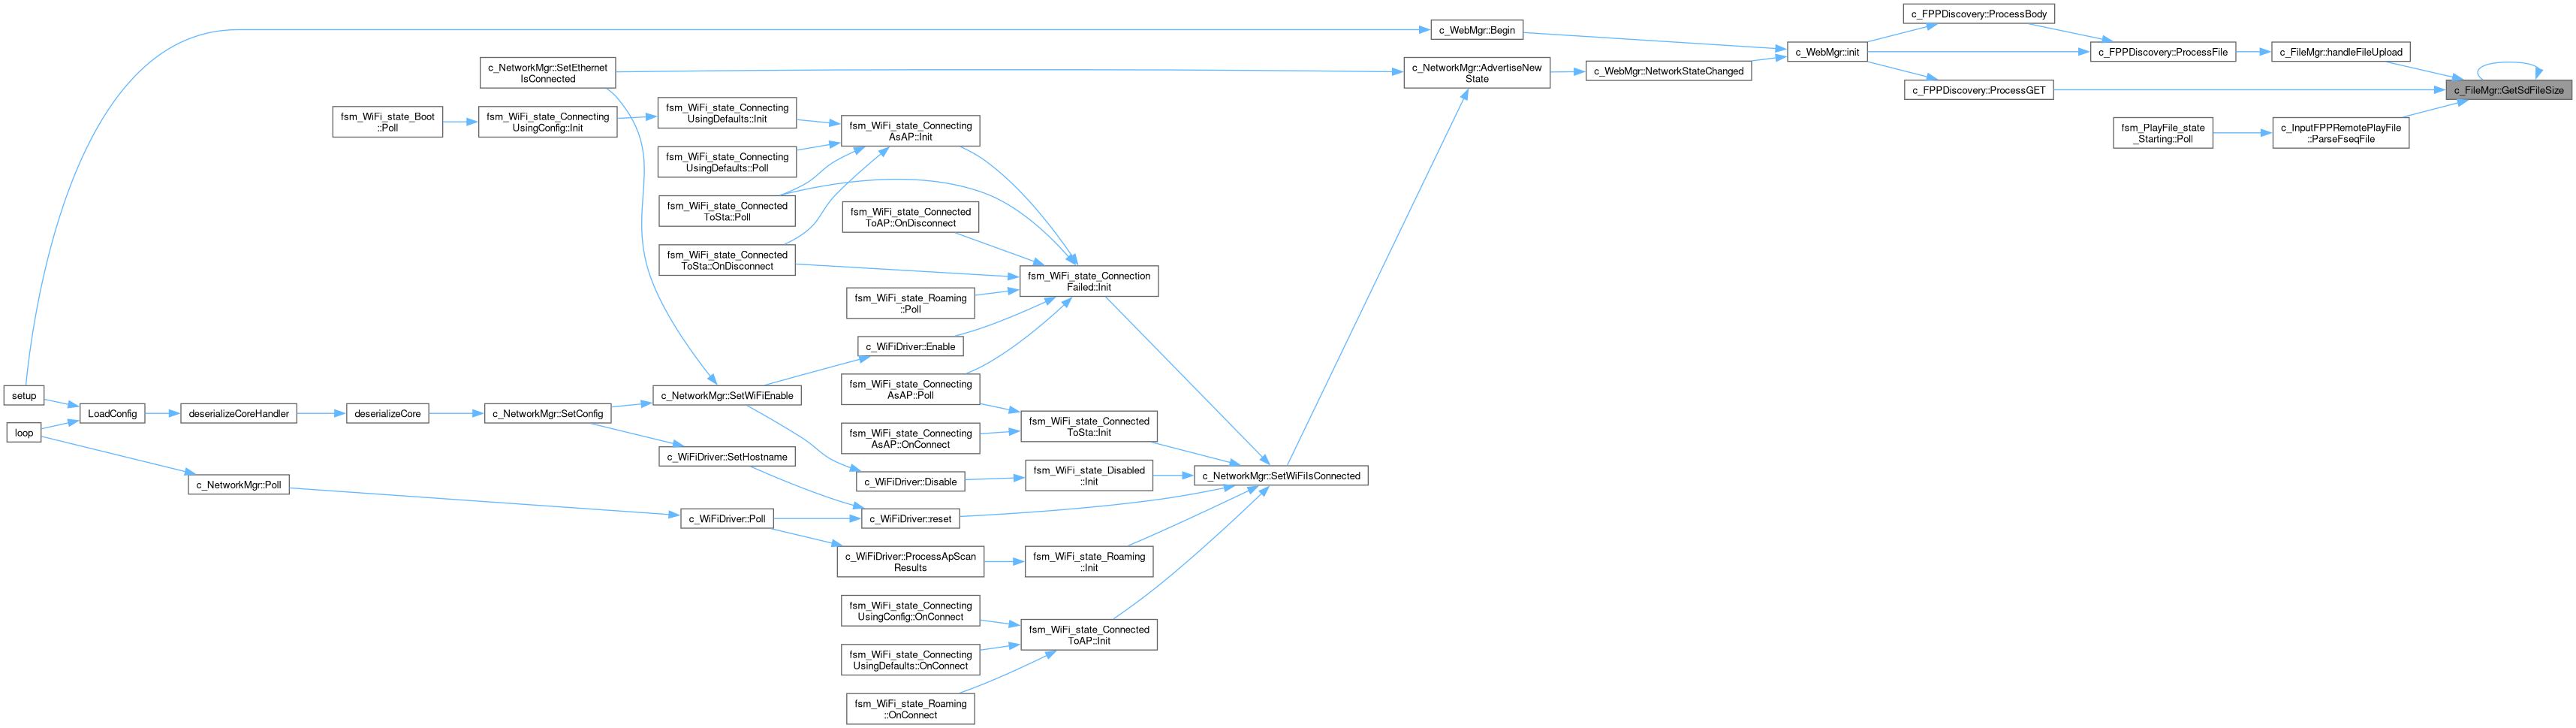 c_FPPDiscovery::ProcessBody
c_WebMgr::Begin
c_WebMgr::init
c_FPPDiscovery::ProcessFile
c_FileMgr::handleFileUpload
c_NetworkMgr::SetEthernet
IsConnected
c_NetworkMgr::AdvertiseNew
State
c_WebMgr::NetworkStateChanged
c_FPPDiscovery::ProcessGET
c_FileMgr::GetSdFileSize
fsm_WiFi_state_Boot
::Poll
fsm_WiFi_state_Connecting
UsingConfig::Init
fsm_WiFi_state_Connecting
UsingDefaults::Init
fsm_WiFi_state_Connecting
AsAP::Init
fsm_PlayFile_state
_Starting::Poll
c_InputFPPRemotePlayFile
::ParseFseqFile
fsm_WiFi_state_Connecting
UsingDefaults::Poll
fsm_WiFi_state_Connected
ToSta::Poll
fsm_WiFi_state_Connected
ToAP::OnDisconnect
fsm_WiFi_state_Connected
ToSta::OnDisconnect
fsm_WiFi_state_Connection
Failed::Init
fsm_WiFi_state_Roaming
::Poll
c_WiFiDriver::Enable
setup
c_NetworkMgr::SetWiFiEnable
fsm_WiFi_state_Connecting
AsAP::Poll
LoadConfig
deserializeCoreHandler
deserializeCore
c_NetworkMgr::SetConfig
loop
fsm_WiFi_state_Connecting
AsAP::OnConnect
fsm_WiFi_state_Connected
ToSta::Init
c_WiFiDriver::SetHostname
c_NetworkMgr::Poll
c_WiFiDriver::Disable
fsm_WiFi_state_Disabled
::Init
c_NetworkMgr::SetWiFiIsConnected
c_WiFiDriver::Poll
c_WiFiDriver::reset
c_WiFiDriver::ProcessApScan
Results
fsm_WiFi_state_Roaming
::Init
fsm_WiFi_state_Connecting
UsingConfig::OnConnect
fsm_WiFi_state_Connected
ToAP::Init
fsm_WiFi_state_Connecting
UsingDefaults::OnConnect
fsm_WiFi_state_Roaming
::OnConnect